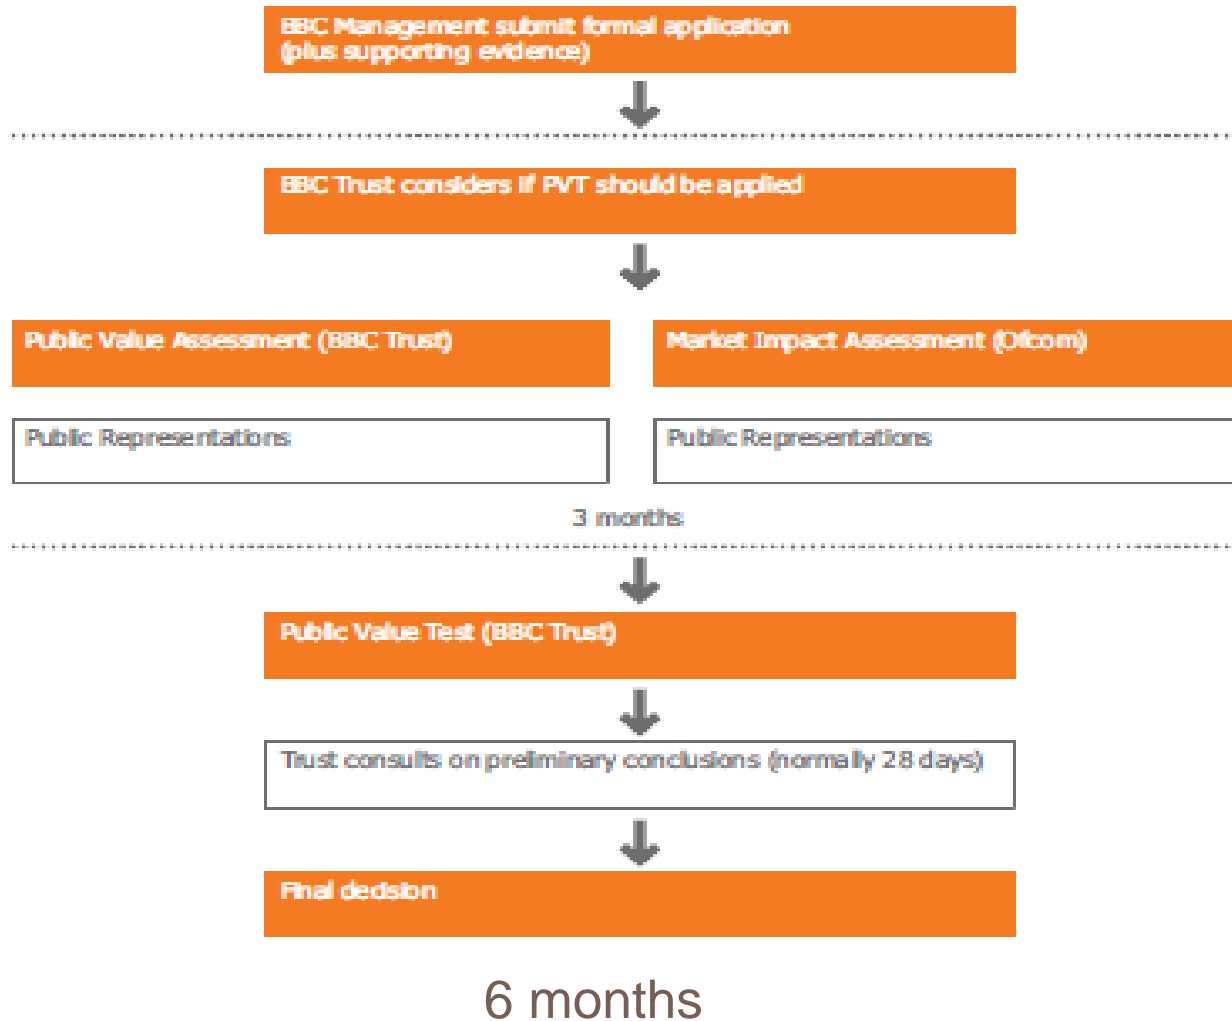 BBC Management submit formal application
(plus supporting evidence)
BBC Trust considers if PVT should be applied
Public Value Assessment (BBC Trust)
Market Impact Assessment (Ofcom)
Public Representations
Public Representations
3 months
Public Value Test (BBC Trust)
Trust consults on preliminary conclusions (normally 28 days)
Final decision
6 months